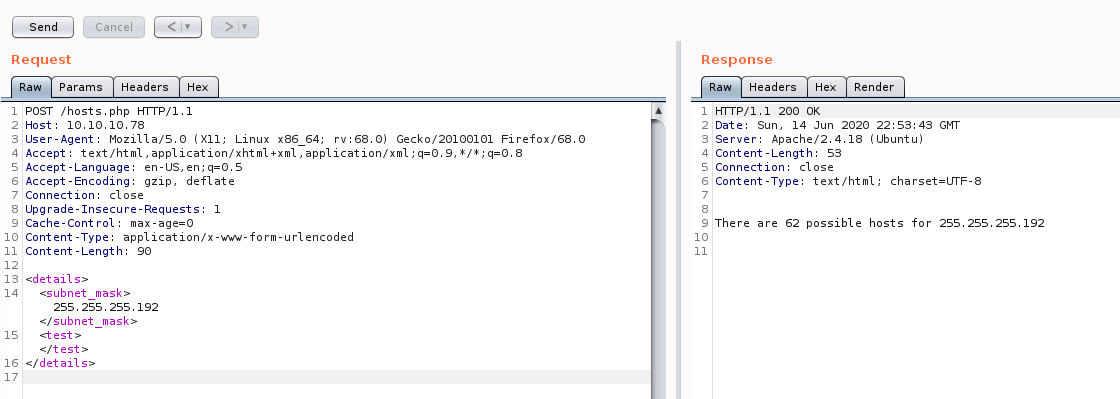 Send Cancel < | ▾ > | ▾
Request
Raw Params Headers Hex
1 POST /hosts.php HTTP/1.1
2 Host: 10.10.10.78
3 User-Agent: Mozilla/5.0 (X11; Linux x86_64; rv:68.0) Gecko/20100101 Firefox/68.0
4 Accept: text/html,application/xhtml+xml,application/xml;q=0.9,*/*;q=0.8
5 Accept-Language: en-US,en;q=0.5
6 Accept-Encoding: gzip, deflate
7 Connection: close
8 Upgrade-Insecure-Requests: 1
9 Cache-Control: max-age=0
10 Content-Type: application/x-www-form-urlencoded
11 Content-Length: 90
12
13 <details>
14 <subnet_mask>
255.255.255.192
</subnet_mask>
15 <test>
</test>
16 </details>
17
Response
Raw Headers Hex Render
1 HTTP/1.1 200 OK
2 Date: Sun, 14 Jun 2020 22:53:43 GMT
3 Server: Apache/2.4.18 (Ubuntu)
4 Content-Length: 53
5 Connection: close
6 Content-Type: text/html; charset=UTF-8
7
8
9 There are 62 possible hosts for 255.255.255.192
10
11